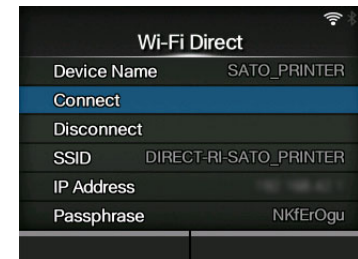 Wi-Fi Direct
Device Name SATO_PRINTER
Connect
Disconnect
SSID DIRECT-RI-SATO_PRINTER
IP Address
Passphrase NKfErOgu